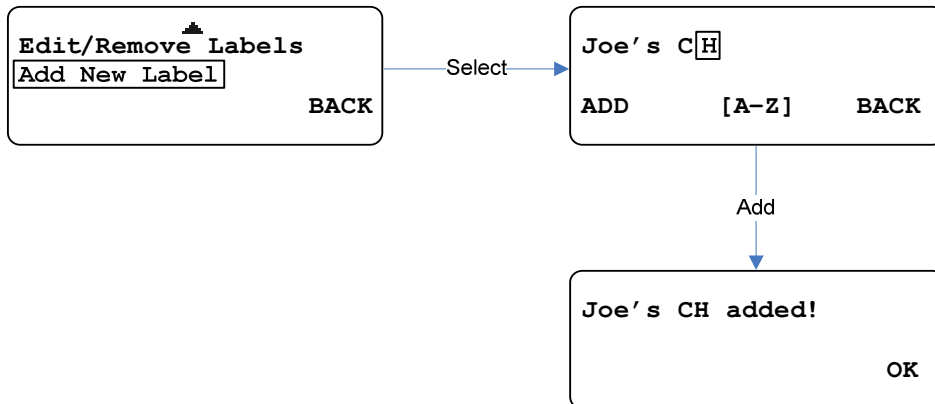 Edit/Remove Labels
Add New Label
BACK
Select
Joe’s CH
ADD [A-Z] BACK
Add
Joe’s CH added!
OK